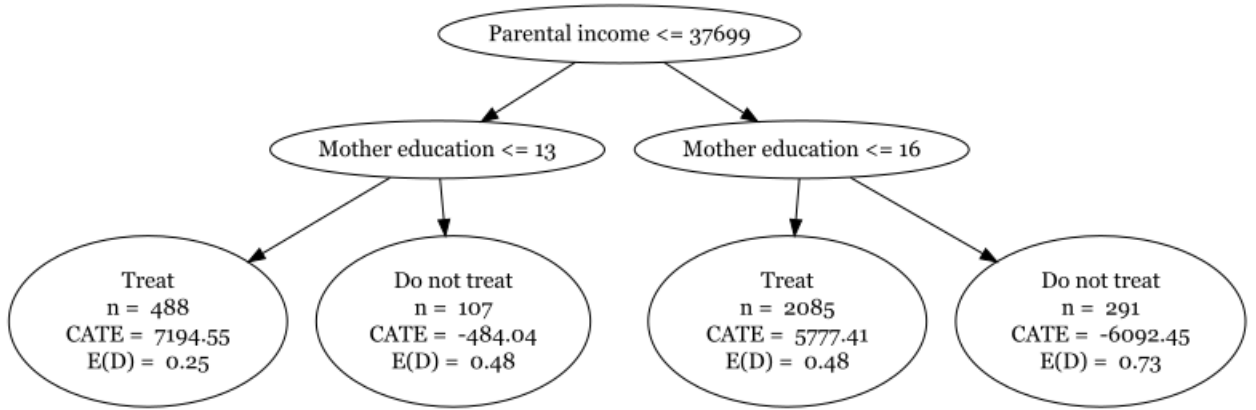 Parental income <= 37699
Mother education <= 13
Mother education <= 16
Treat
n = 488
CATE = 7194.55
E(D) = 0.25
Do not treat
n = 107
CATE = -484.04
E(D) = 0.48
Treat
n = 2085
CATE = 5777.41
E(D) = 0.48
Do not treat
n = 291
CATE = -6092.45
E(D) = 0.73